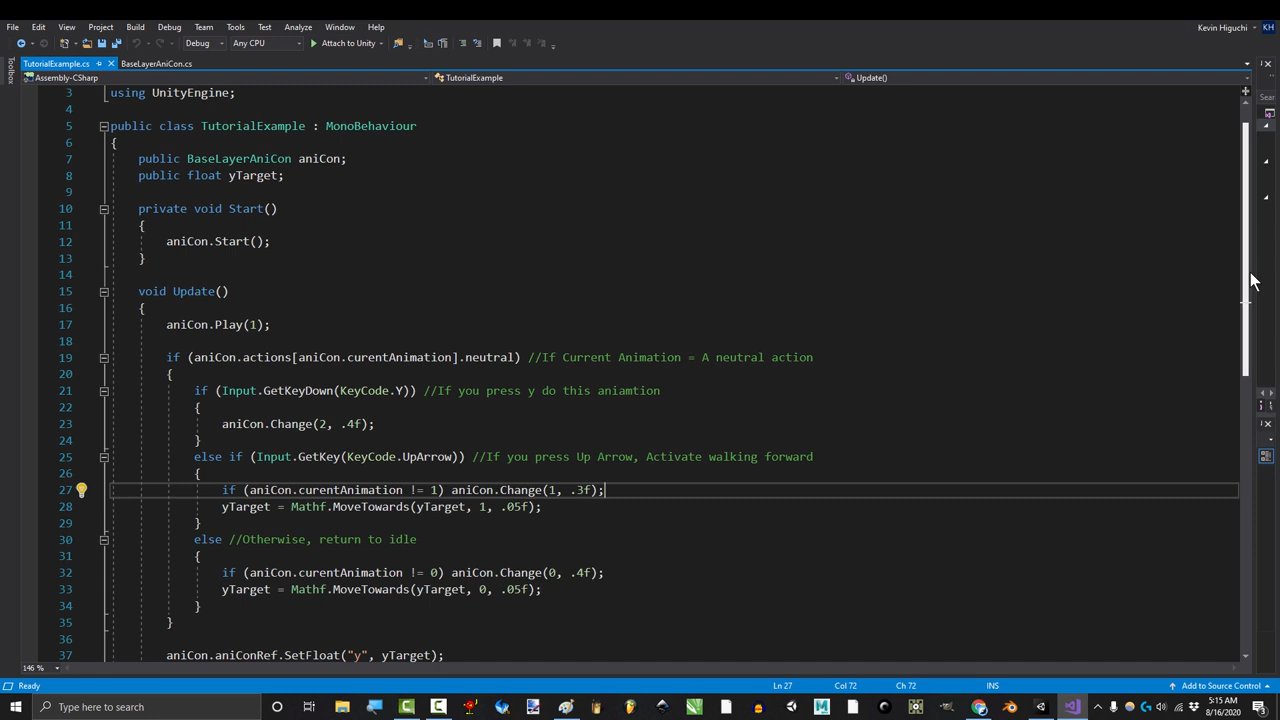 File Edit View Project Build Debug Team Tools Test Analyze Window Help Kevin Higuchi KH
Debug Any CPU Attach to Unity
Toolbox
TutorialExample.cs BaseLayerAniCon.cs
Assembly-CSharp TutorialExample Update()
Sear
3 using UnityEngine;
4
5 public class TutorialExample : MonoBehaviour
6 {
7 public BaseLayerAniCon aniCon;
8 public float yTarget;
9
10 private void Start()
11 {
12 aniCon.Start();
13 }
14
15 void Update()
16 {
17 aniCon.Play(1);
18
19 if (aniCon.actions[aniCon.curentAnimation].neutral) //If Current Animation = A neutral action
20 {
21 if (Input.GetKeyDown(KeyCode.Y)) //If you press y do this aniamtion
22 {
23 aniCon.Change(2, .4f);
24 }
25 else if (Input.GetKey(KeyCode.UpArrow)) //If you press Up Arrow, Activate walking forward
26 {
27 if (aniCon.curentAnimation != 1) aniCon.Change(1, .3f);
28 yTarget = Mathf.MoveTowards(yTarget, 1, .05f);
29 }
30 else //Otherwise, return to idle
31 {
32 if (aniCon.curentAnimation != 0) aniCon.Change(0, .4f);
33 yTarget = Mathf.MoveTowards(yTarget, 0, .05f);
34 }
35 }
36
37 aniCon.aniConRef.SetFloat("y", yTarget);
146 %
Ready Ln 27 Col 72 Ch 72 INS Add to Source Control
Type here to search 5:15 AM
8/16/2020